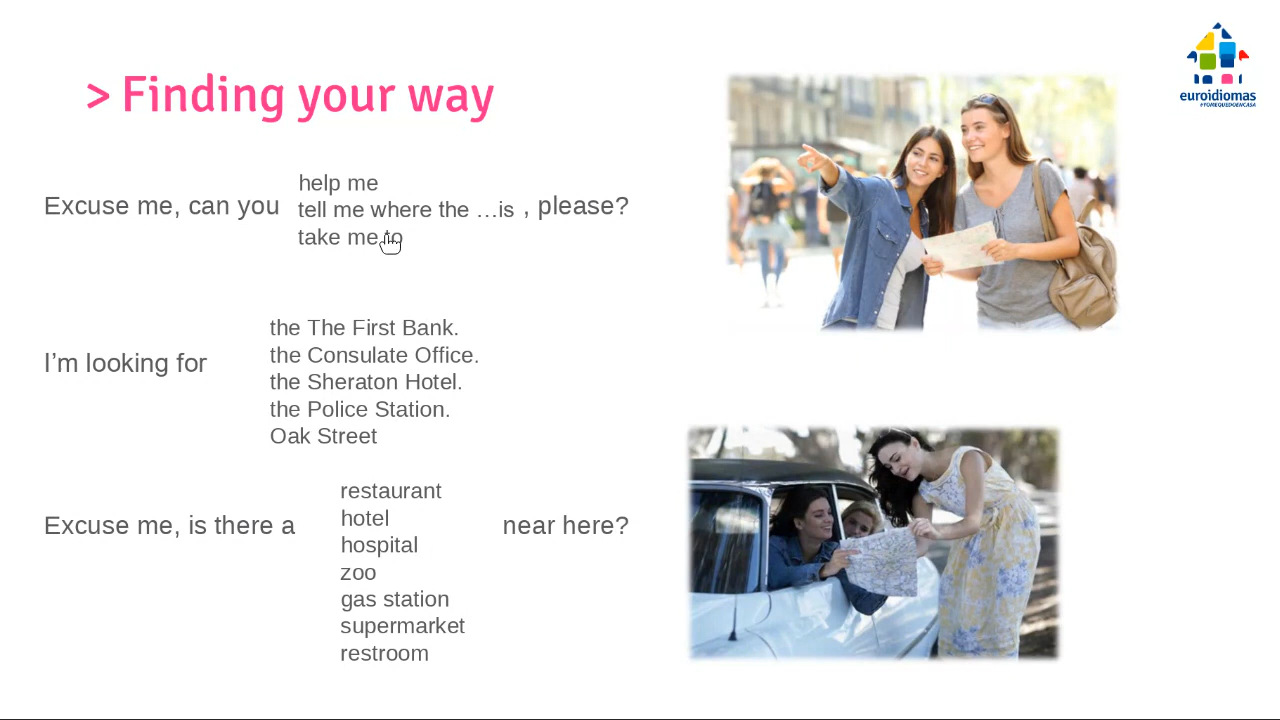 > Finding your way
euroidiomas
#YOMEQUEDOENCASA
help me
Excuse me, can you tell me where the …is , please?
take me to
the The First Bank.
the Consulate Office.
I'm looking for the Sheraton Hotel.
the Police Station.
Oak Street
restaurant
hotel
Excuse me, is there a near here?
hospital
zoo
gas station
supermarket
restroom